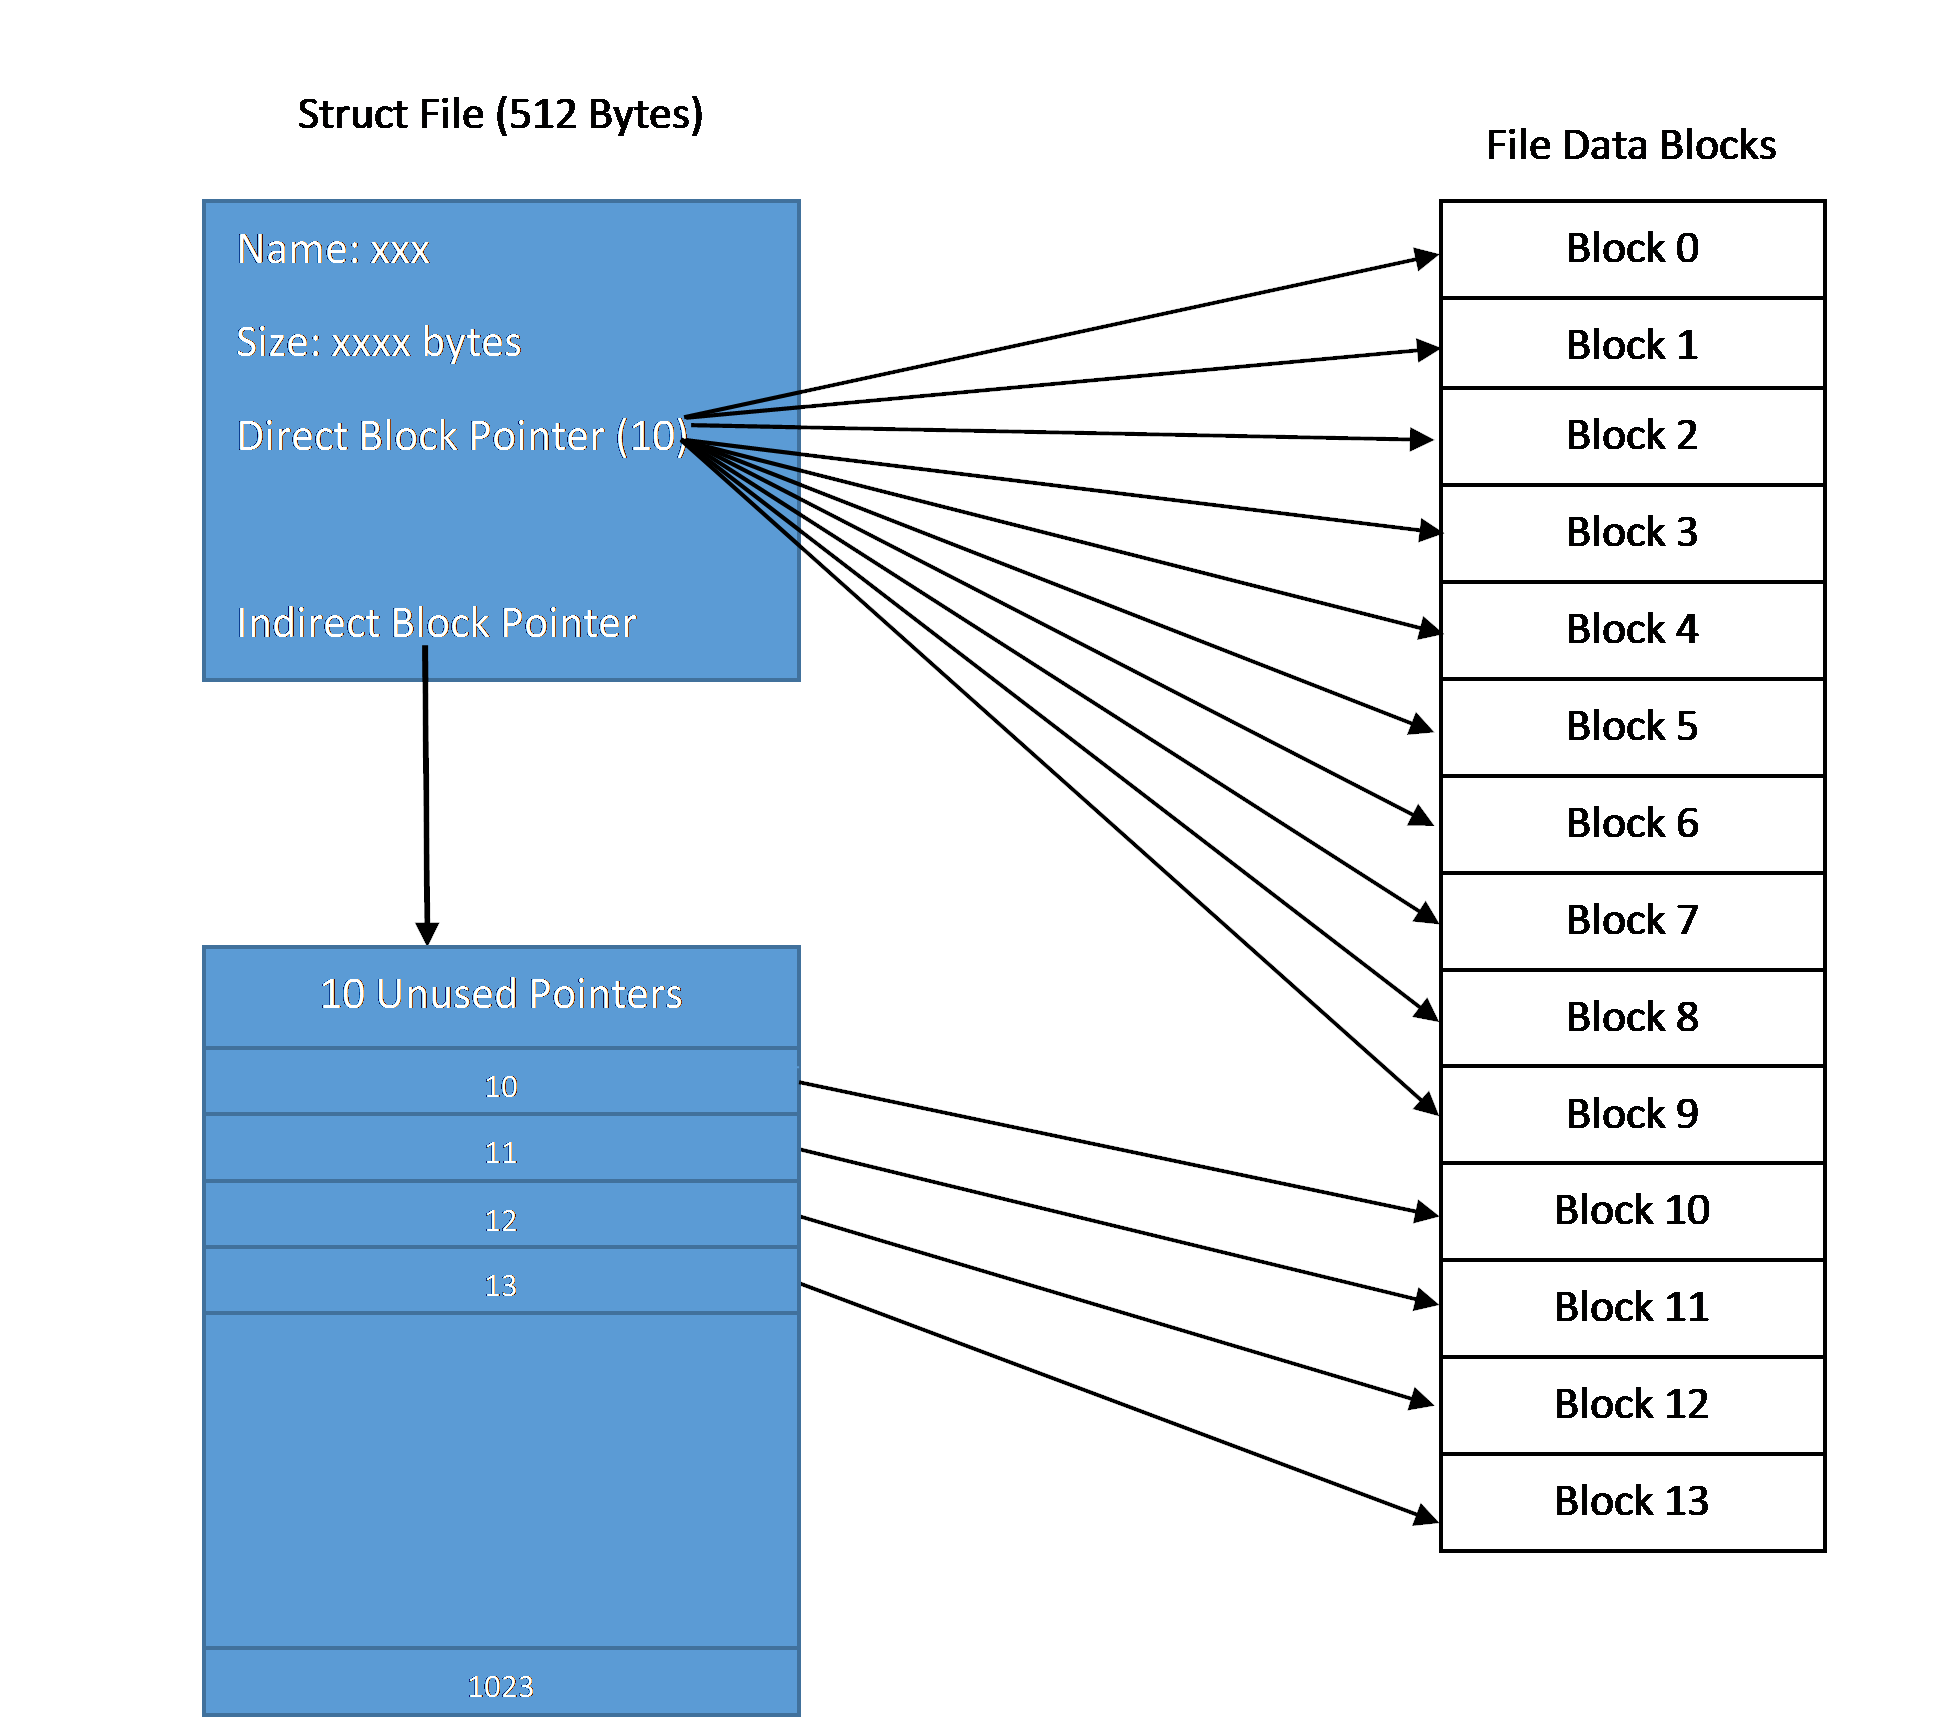 Struct File (512 Bytes)
Name: xxx
Size: xxxx bytes
Direct Block Pointer (10)
Indirect Block Pointer
10 Unused Pointers
10
11
12
13
1023
File Data Blocks
Block 0
Block 1
Block 2
Block 3
Block 4
Block 5
Block 6
Block 7
Block 8
Block 9
Block 10
Block 11
Block 12
Block 13